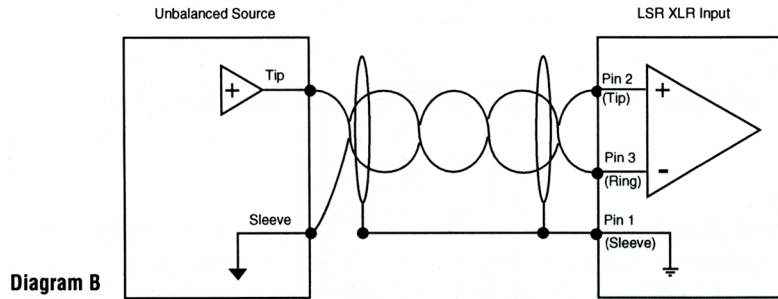 Unbalanced Source
LSR XLR Input
Tip
+
Pin 2
(Tip)
+
Pin 3
(Ring)
-
Sleeve
Pin 1
(Sleeve)
Diagram B